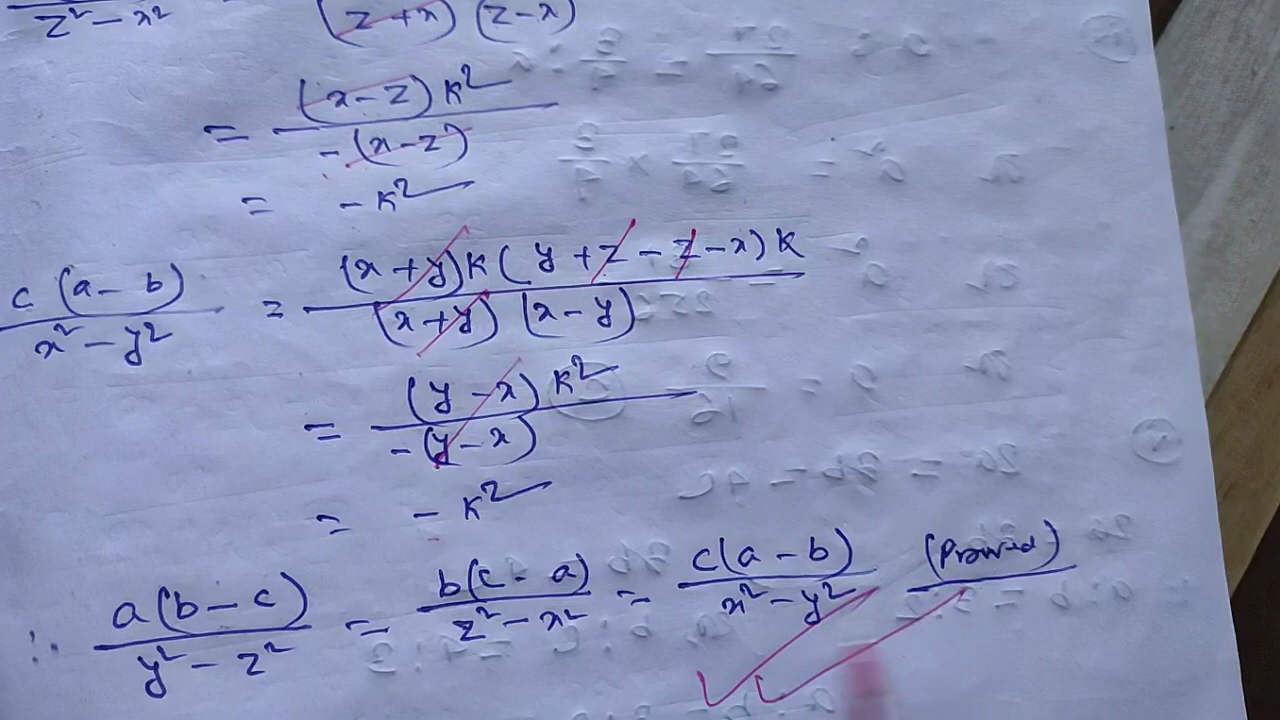 z² - x² (z + x) (z - x)
= (x - z) k² / -(x - z)
= - k²
c (a - b) / x² - y² = (x + y) k ( y + z - z - x) k / (x + y) (x - y)
= (y - x) k² / -(y - x)
= - k²
∴ a (b - c) / y² - z² = b (c - a) / z² - x² = c (a - b) / x² - y² (Proved)